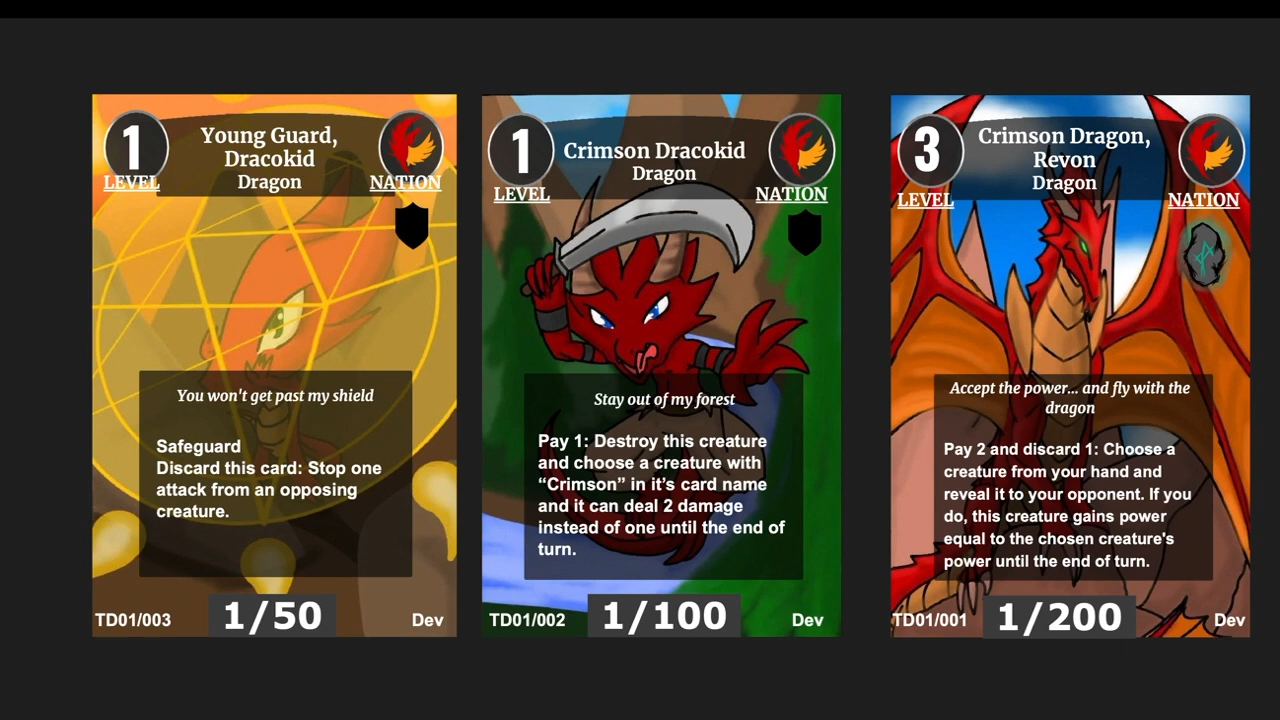 1
LEVEL
Young Guard,
Dracokid
Dragon
NATION
You won't get past my shield
Safeguard
Discard this card: Stop one
attack from an opposing
creature.
TD01/003
1/50
Dev
1
LEVEL
Crimson Dracokid
Dragon
NATION
Stay out of my forest
Pay 1: Destroy this creature
and choose a creature with
“Crimson” in it’s card name
and it can deal 2 damage
instead of one until the end of
turn.
TD01/002
1/100
Dev
3
LEVEL
Crimson Dragon,
Revon
Dragon
NATION
Accept the power... and fly with the
dragon
Pay 2 and discard 1: Choose a
creature from your hand and
reveal it to your opponent. If you
do, this creature gains power
equal to the chosen creature's
power until the end of turn.
TD01/001
1/200
Dev